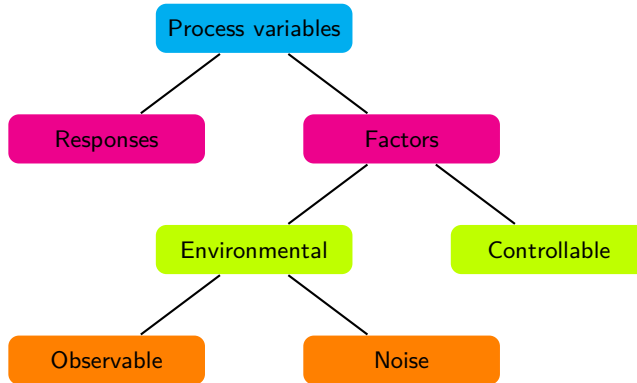 Process variables
Responses
Factors
Environmental
Controllable
Observable
Noise